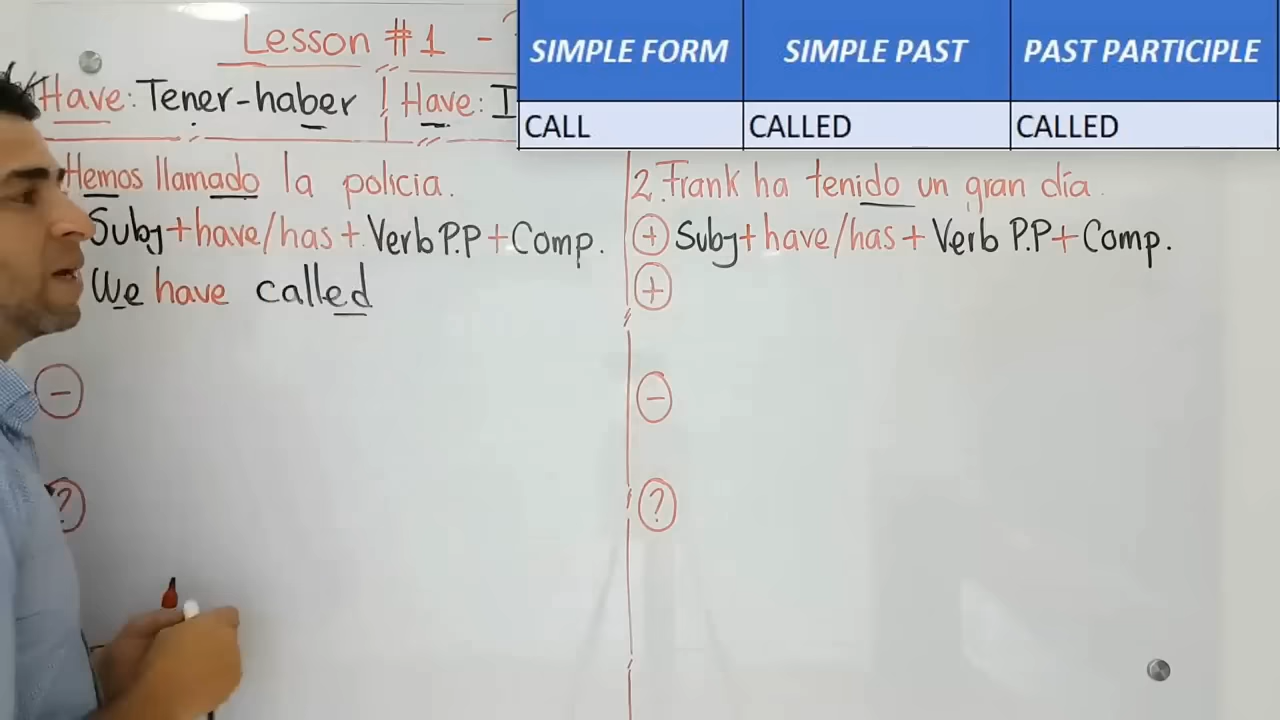 Lesson #1 -
SIMPLE FORM SIMPLE PAST PAST PARTICIPLE
CALL CALLED CALLED
Have: Tener-haber Have: I
Hemos llamado la policia.
Subj+have/has + Verb P.P + Comp.
We have called
-
?
2. Frank ha tenido un gran día.
+ Subj+have/has + Verb P.P + Comp.
+
-
?